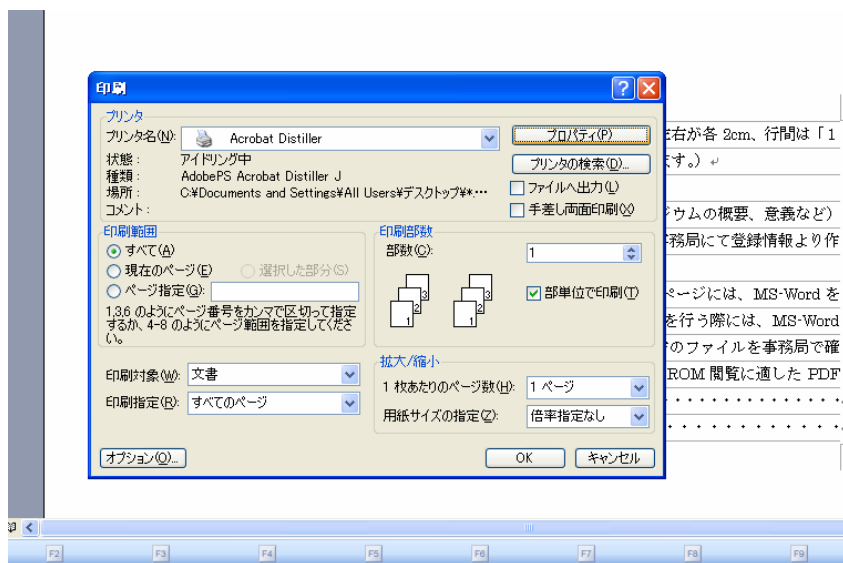 印刷
プリンタ
プリンタ名(N): Acrobat Distiller プロパティ(P)
状態: アイドリング中 プリンタの検索(D)...
種類: AdobePS Acrobat Distiller J
場所: C:¥Documents and Settings¥All Users¥デスクトップ¥*.… ファイルへ出力(L)
コメント: 手差し両面印刷(X)
印刷範囲
すべて(A)
現在のページ(E) 選択した部分(S)
ページ指定(G):
1,3,6 のようにページ番号をカンマで区切って指定
するか、4-8 のようにページ範囲を指定してくださ
い。
印刷部数
部数(C): 1
1 2 3 1 2 3 部単位で印刷(T)
印刷対象(W): 文書
印刷指定(R): すべてのページ
拡大/縮小
1 枚あたりのページ数(H): 1 ページ
用紙サイズの指定(Z): 倍率指定なし
オプション(O)... OK キャンセル
右が各 2cm、行間は「1
ます。)
ウムの概要、意義など)
務局にて登録情報より作
ページには、MS-Word を
を行う際には、MS-Word
のファイルを事務局で確
ROM 閲覧に適した PDF
F2 F3 F4 F5 F6 F7 F8 F9